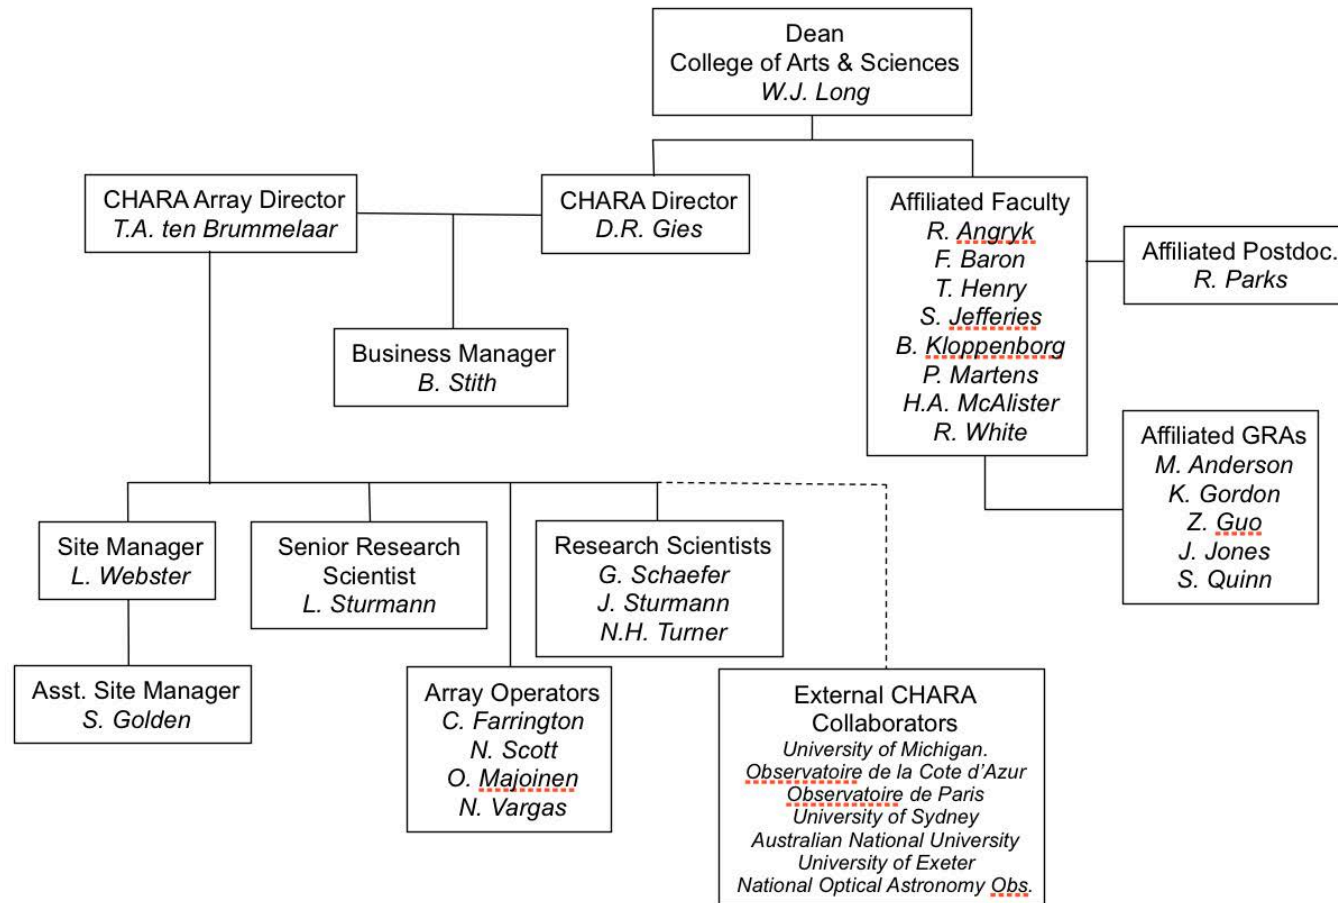 Dean
College of Arts & Sciences
W.J. Long
CHARA Array Director
T.A. ten Brummelaar
CHARA Director
D.R. Gies
Affiliated Faculty
R. Angryk
F. Baron
T. Henry
S. Jefferies
B. Kloppenborg
P. Martens
H.A. McAlister
R. White
Affiliated Postdoc.
R. Parks
Business Manager
B. Stith
Affiliated GRAs
M. Anderson
K. Gordon
Z. Guo
J. Jones
S. Quinn
Site Manager
L. Webster
Senior Research
Scientist
L. Sturmann
Research Scientists
G. Schaefer
J. Sturmann
N.H. Turner
Asst. Site Manager
S. Golden
Array Operators
C. Farrington
N. Scott
O. Majoinen
N. Vargas
External CHARA
Collaborators
University of Michigan.
Observatoire de la Cote d’Azur
Observatoire de Paris
University of Sydney
Australian National University
University of Exeter
National Optical Astronomy Obs.